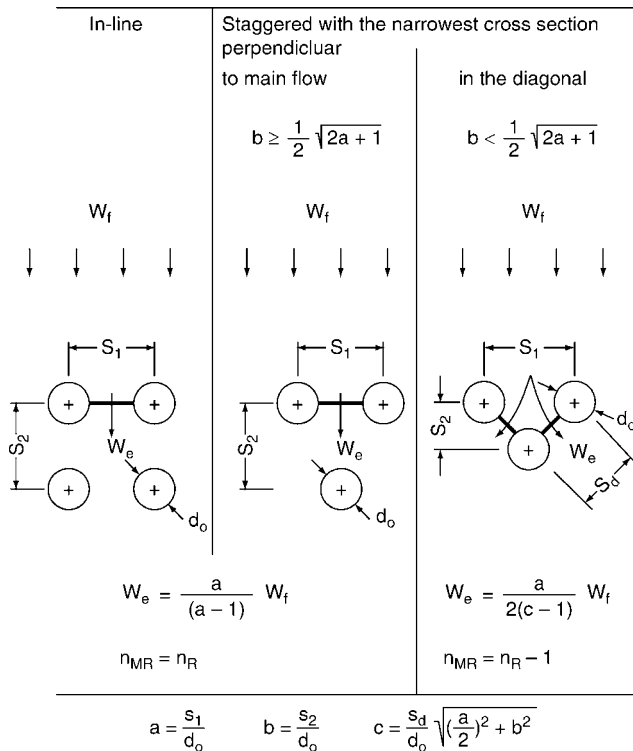 In-line
Staggered with the narrowest cross section
perpendicluar
to main flow
in the diagonal
b ≥ 1/2 √(2a + 1)
b < 1/2 √(2a + 1)
W_f
W_f
W_f
S_1
S_1
S_1
S_2
W_e
d_o
S_2
W_e
d_o
S_2
d_o
W_e
S_d
W_e = a/(a – 1) W_f
W_e = a/2(c – 1) W_f
n_MR = n_R
n_MR = n_R – 1
a = s_1/d_o b = s_2/d_o c = s_d/d_o √((a/2)^2 + b^2)